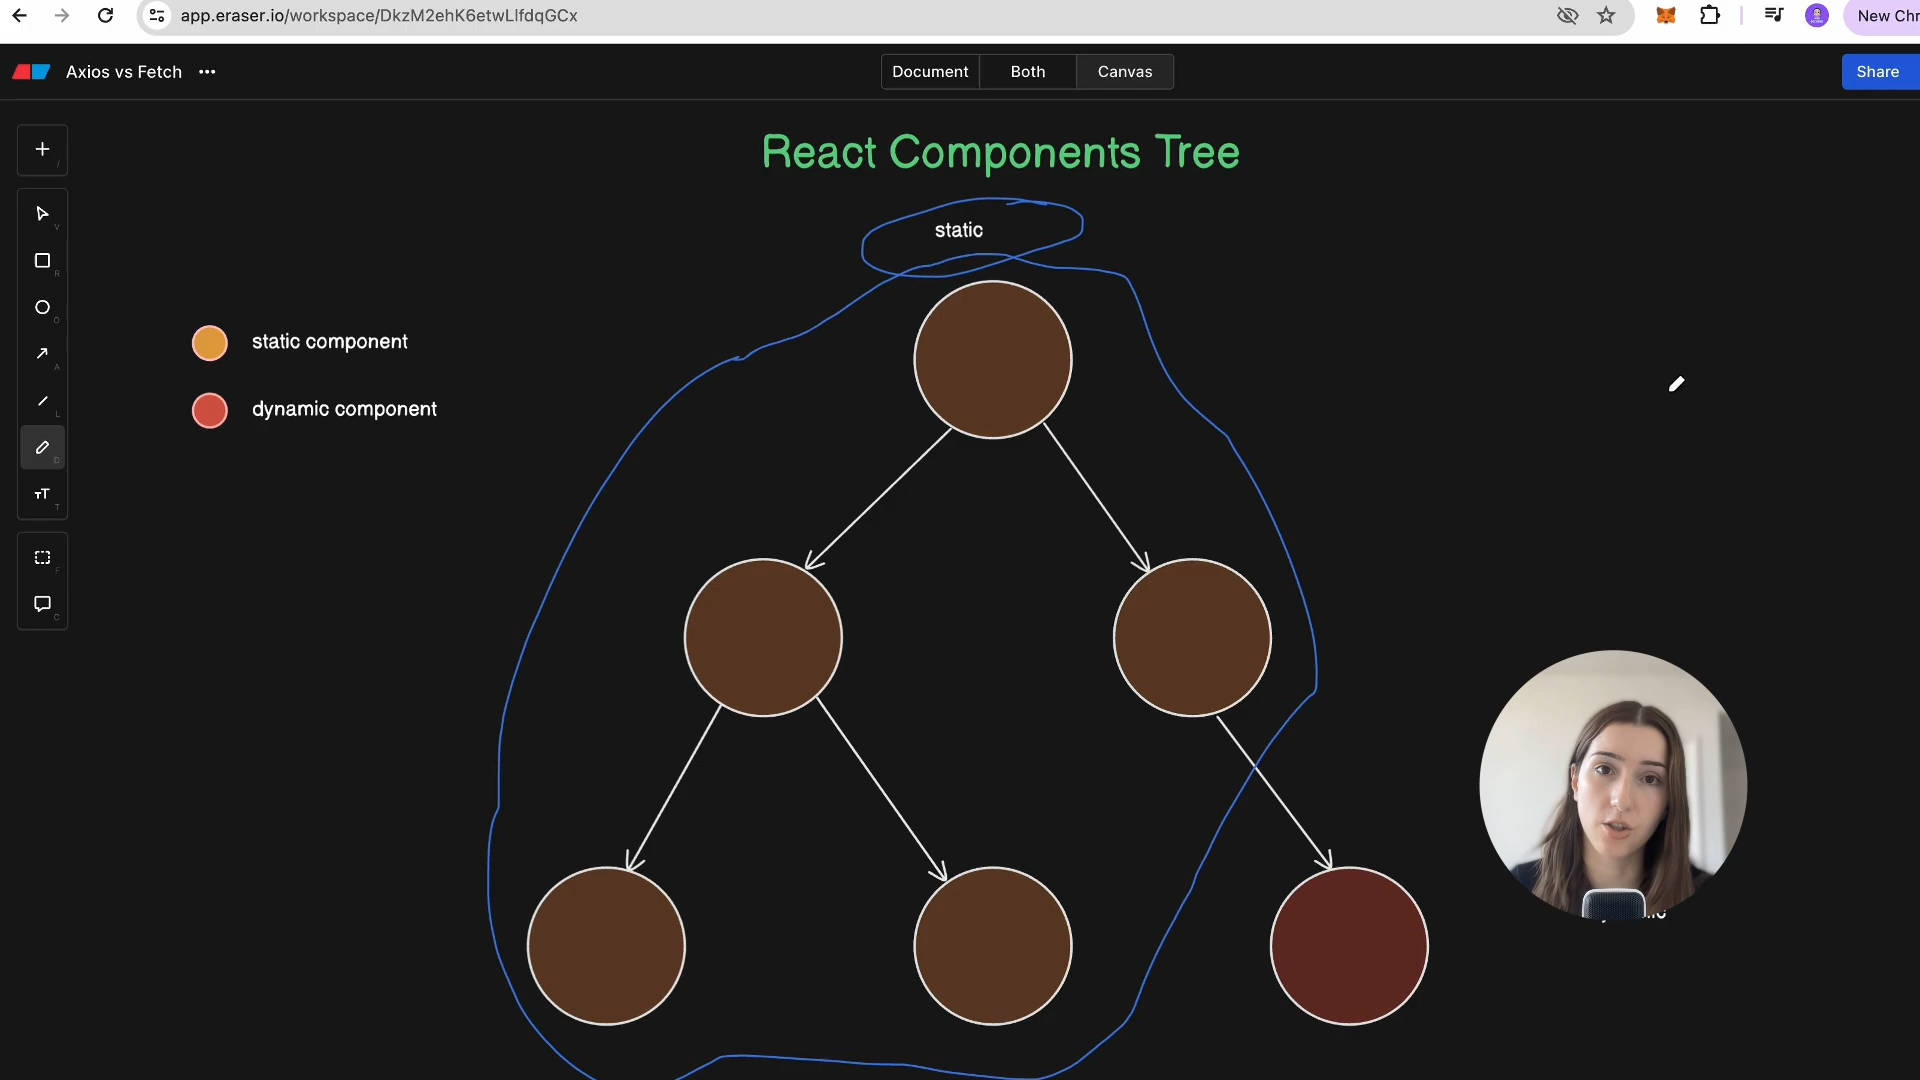 app.eraser.io/workspace/DkzM2ehK6etwLlfdqGCx
New Chr
Axios vs Fetch
Document
Both
Canvas
Share
React Components Tree
static
static component
dynamic component
/
V
R
O
A
L
D
T
F
C